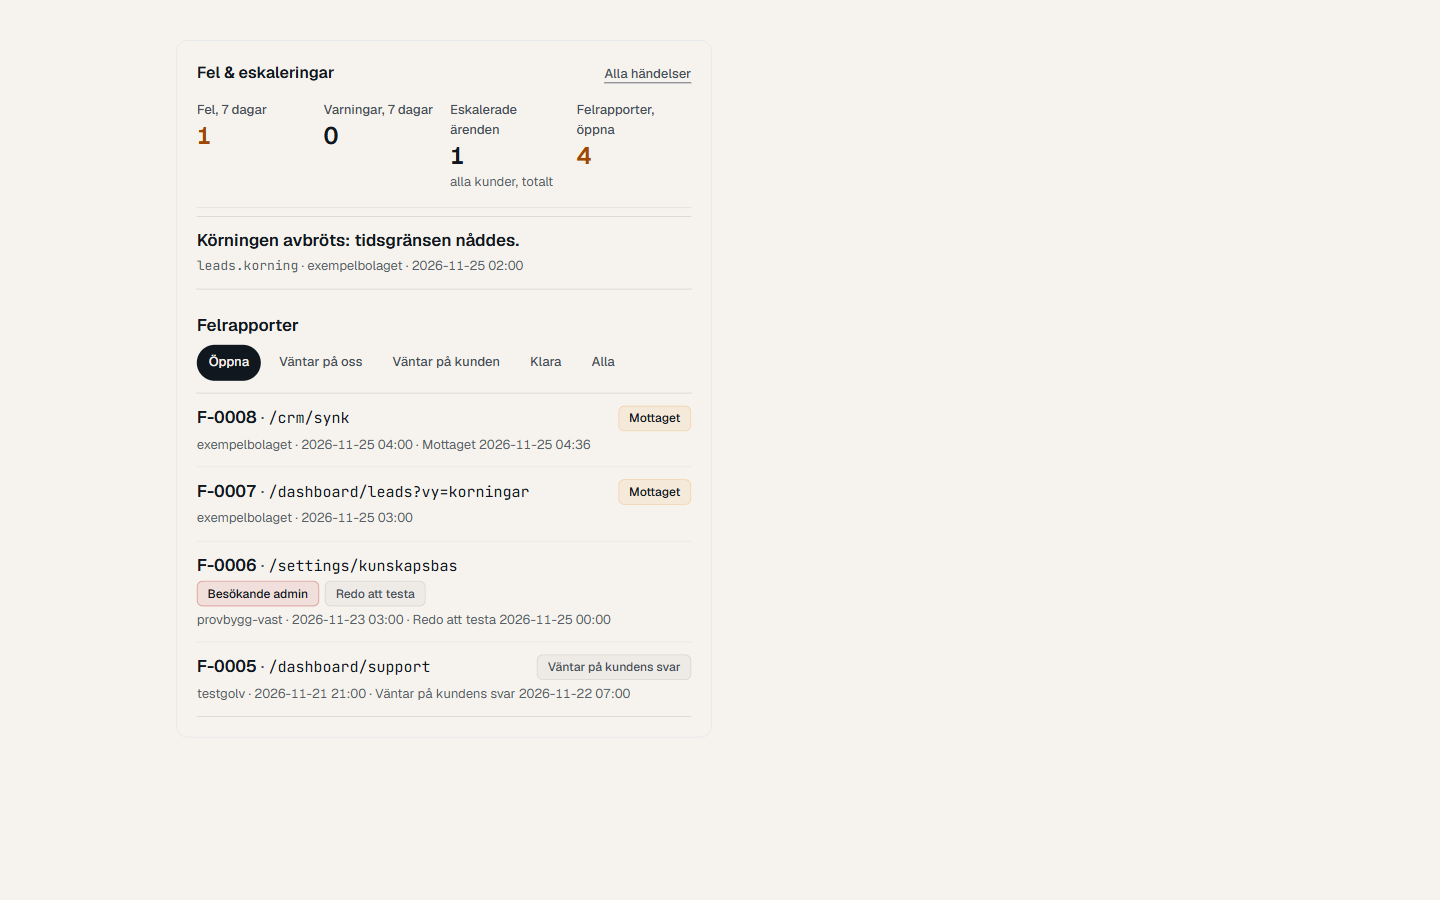 Fel & eskaleringar
Alla händelser
Fel, 7 dagar
1
Varningar, 7 dagar
0
Eskalerade
ärenden
1
alla kunder, totalt
Felrapporter,
öppna
4
Körningen avbröts: tidsgränsen nåddes.
leads.korning · exempelbolaget · 2026-11-25 02:00
Felrapporter
Öppna
Väntar på oss
Väntar på kunden
Klara
Alla
F-0008 · /crm/synk
Mottaget
exempelbolaget · 2026-11-25 04:00 · Mottaget 2026-11-25 04:36
F-0007 · /dashboard/leads?vy=korningar
Mottaget
exempelbolaget · 2026-11-25 03:00
F-0006 · /settings/kunskapsbas
Besökande admin
Redo att testa
provbygg-vast · 2026-11-23 03:00 · Redo att testa 2026-11-25 00:00
F-0005 · /dashboard/support
Väntar på kundens svar
testgolv · 2026-11-21 21:00 · Väntar på kundens svar 2026-11-22 07:00